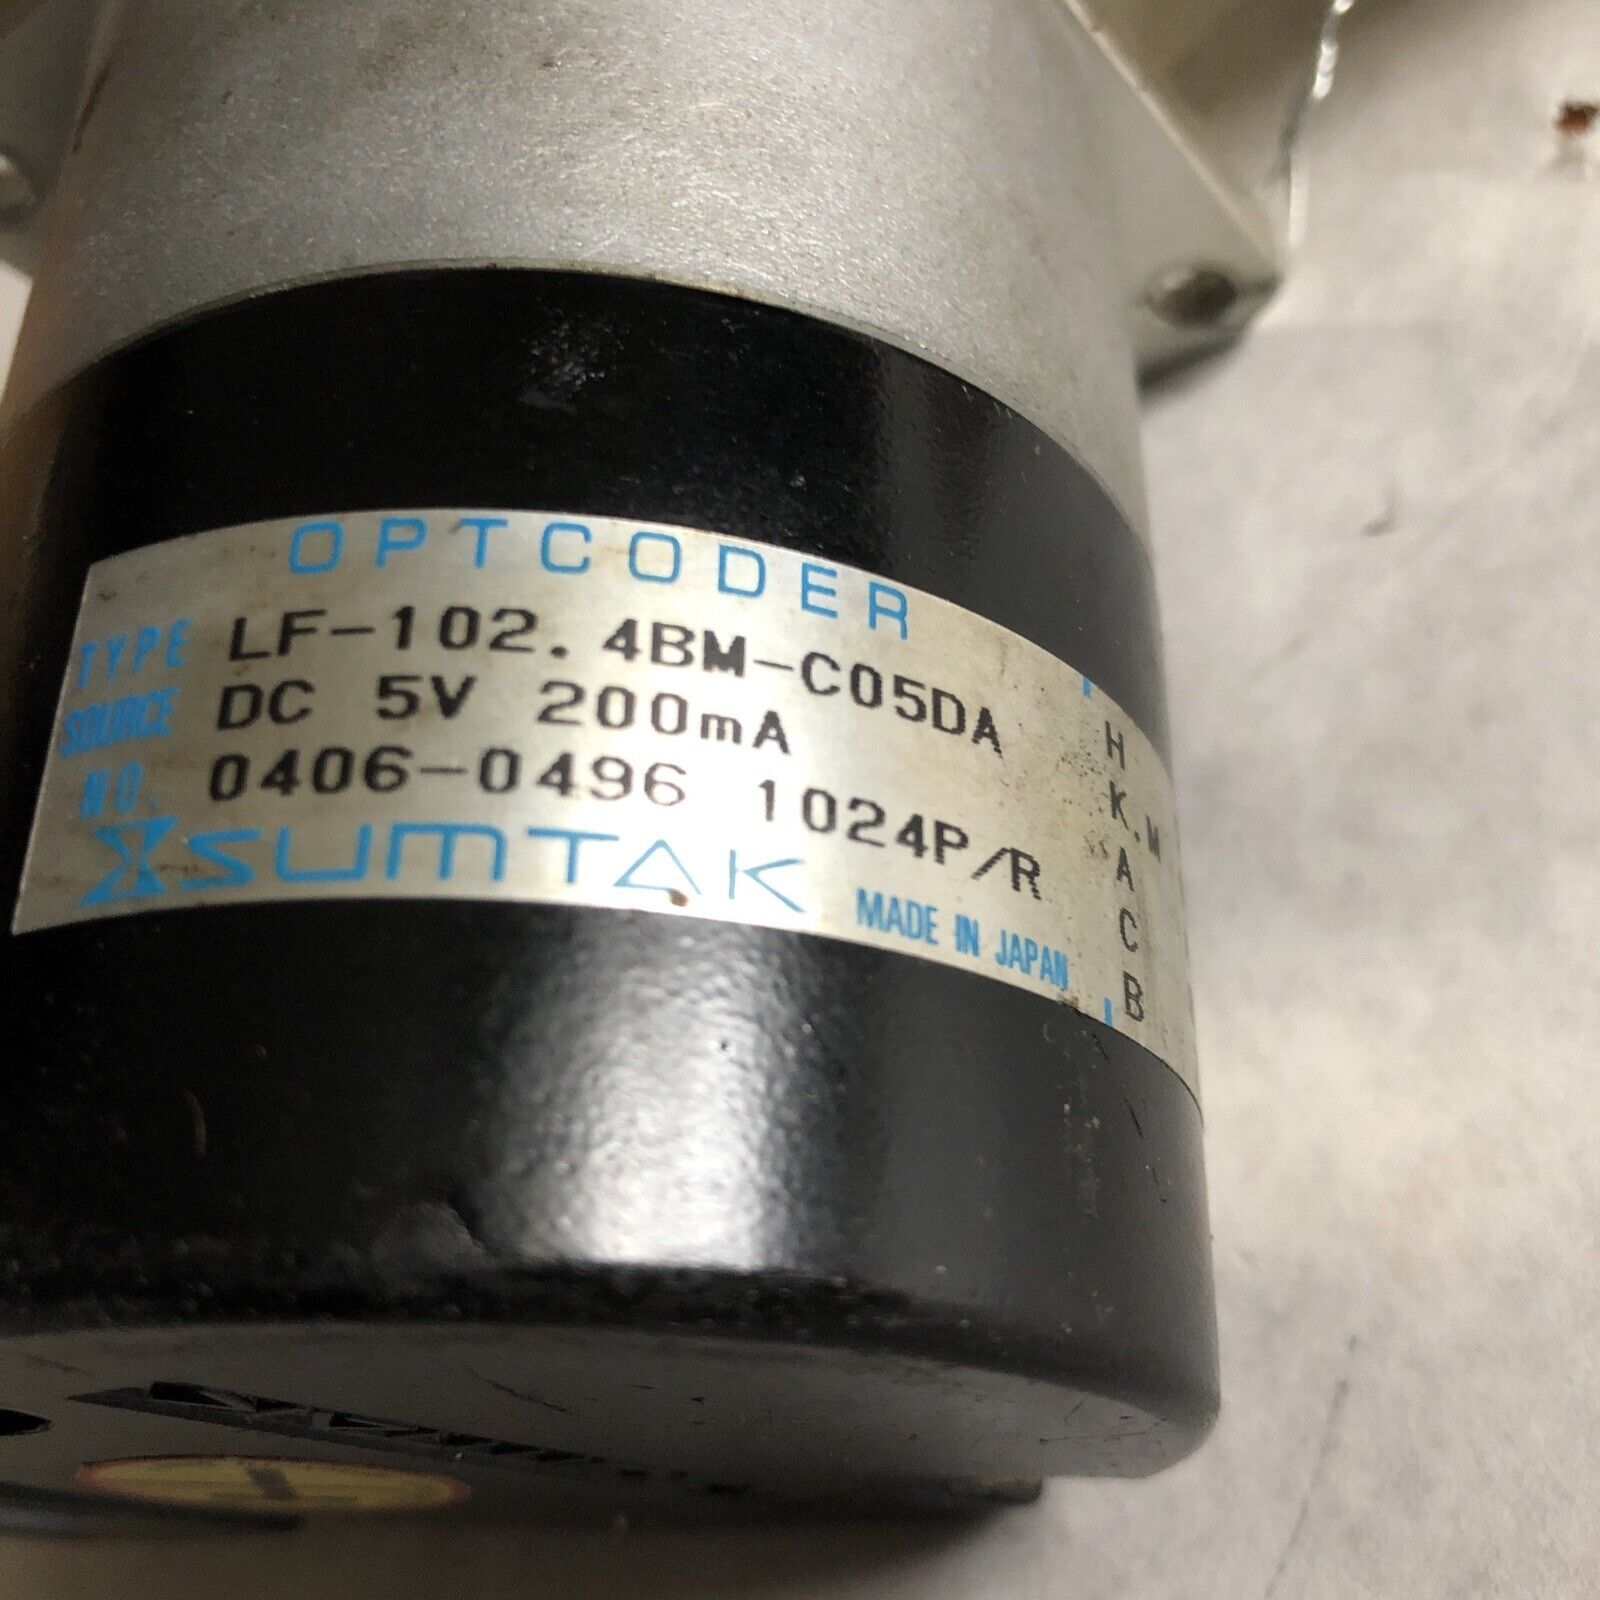 OPTCODER
TYPE LF-102.4BM-C05DA
SOURCE DC 5V 200mA
NO. 0406-0496 1024P/R
SUMTAK MADE IN JAPAN
H
K.M
A
C
B